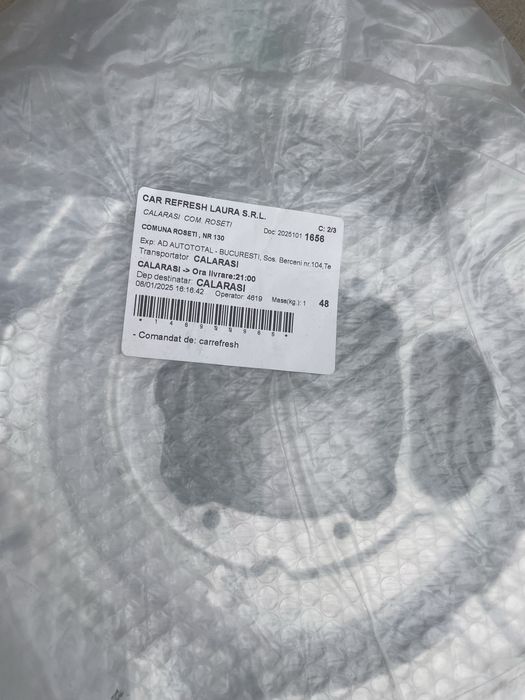 CAR REFRESH LAURA S.R.L.
C: 2/3
CALARASI COM. ROSETI
Doc 2025101 1656
COMUNA ROSETI , NR 130
Exp: AD AUTOTOTAL - BUCURESTI, Sos. Berceni nr.104,Te
Transportator CALARASI
CALARASI -> Ora livrare:21:00
Dep destinatar: CALARASI
08/01/2025 16:16:42 Operator: 4619 Masa(kg.): 1 48
- Comandat de: carrefresh